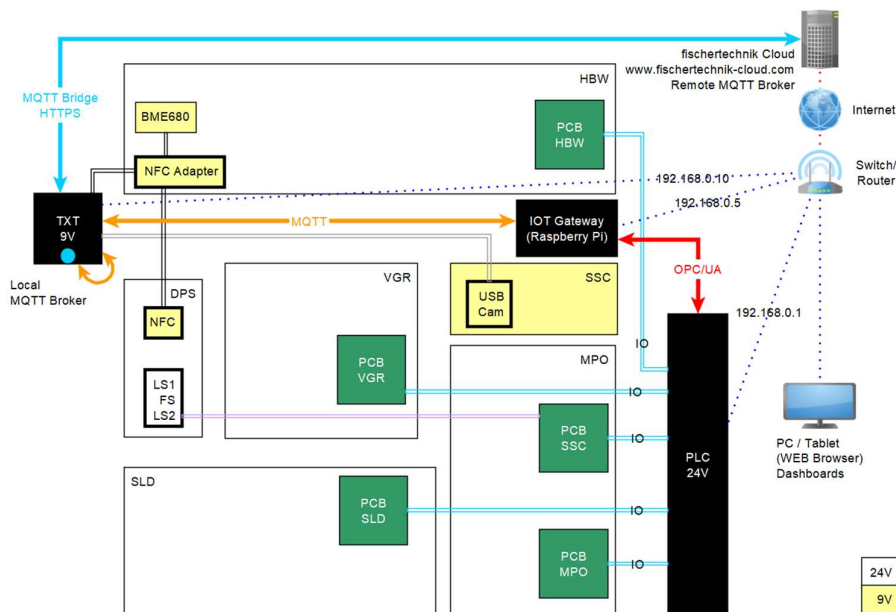 fischertechnik Cloud
www.fischertechnik-cloud.com
Remote MQTT Broker
HBW
MQTT Bridge
HTTPS
BME680
PCB
HBW
Internet
NFC Adapter
Switch/
Router
192.168.0.10
192.168.0.5
TXT
9V
MQTT
IOT Gateway
(Raspberry Pi)
OPC/UA
Local
MQTT Broker
DPS
VGR
SSC
USB
Cam
192.168.0.1
NFC
IO
MPO
PCB
VGR
LS1
FS
LS2
IO
PCB
SSC
IO
PLC
24V
PC / Tablet
(WEB Browser)
Dashboards
SLD
PCB
SLD
IO
PCB
MPO
IO
24V
9V